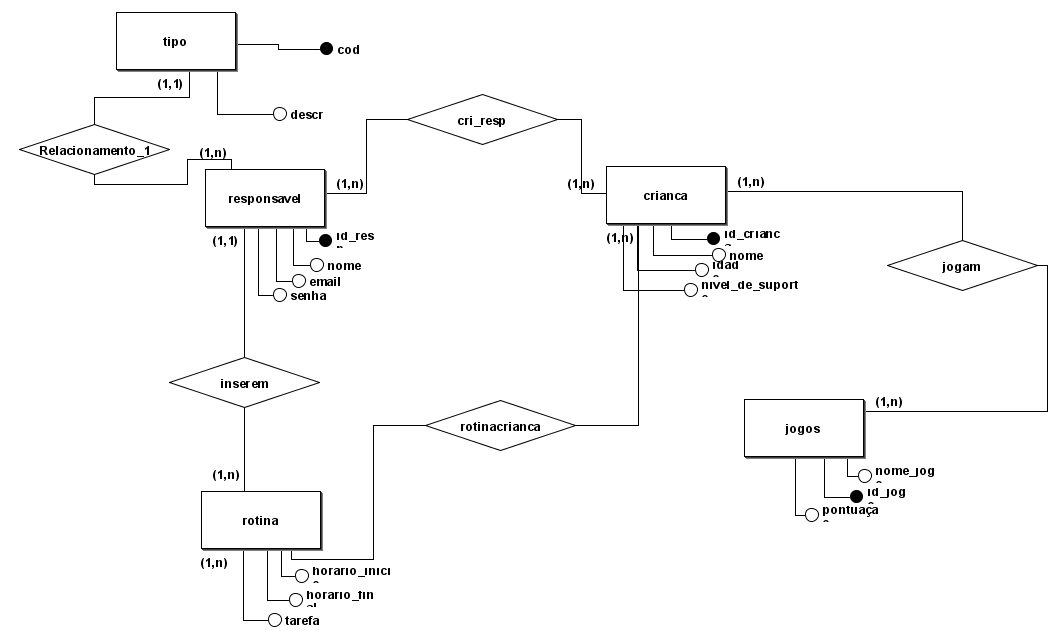 tipo
cod
(1,1)
descr
Relacionamento_1
(1,n)
cri_resp
(1,n)
(1,n)
responsavel
crianca
(1,n)
(1,1)
id_res
nome
email
senha
(1,n)
id_crianc
nome
idad
nivel_de_suport
jogam
inserem
rotinacrianca
(1,n)
jogos
(1,n)
nome_jog
id_jog
pontuaça
rotina
(1,n)
horario_inici
horario_fin
tarefa